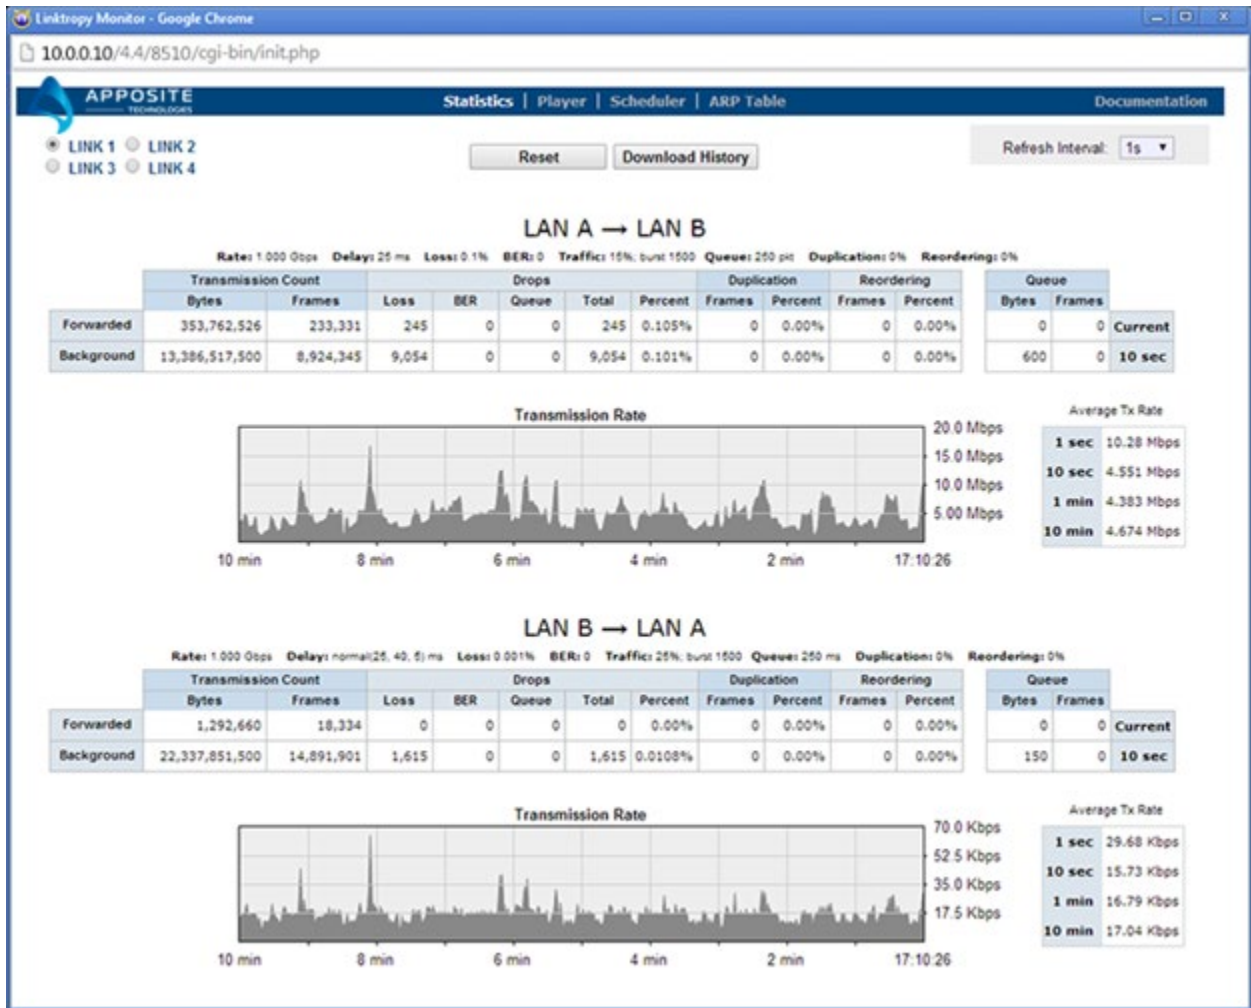 Linktropy Monitor - Google Chrome
10.0.0.10/4.4/8510/cgi-bin/init.php
APPOSITE
TECHNOLOGIES
Statistics | Player | Scheduler | ARP Table
Documentation
LINK 1 LINK 2
LINK 3 LINK 4
Reset Download History
Refresh Interval: 1s
LAN A → LAN B
Rate: 1.000 Gbps Delay: 25 ms Loss: 0.1% BER: 0 Traffic: 15%; burst 1500 Queue: 250 pkt Duplication: 0% Reordering: 0%
Transmission Count Drops Duplication Reordering Queue
Bytes Frames Loss BER Queue Total Percent Frames Percent Frames Percent Bytes Frames
Forwarded 353,762,526 233,331 245 0 0 245 0.105% 0 0.00% 0 0.00% 0 0 Current
Background 13,386,517,500 8,924,345 9,054 0 0 9,054 0.101% 0 0.00% 0 0.00% 600 0 10 sec
Transmission Rate
20.0 Mbps
15.0 Mbps
10.0 Mbps
5.00 Mbps
10 min 8 min 6 min 4 min 2 min 17:10:26
Average Tx Rate
1 sec 10.28 Mbps
10 sec 4.551 Mbps
1 min 4.383 Mbps
10 min 4.674 Mbps
LAN B → LAN A
Rate: 1.000 Gbps Delay: normal(25, 40, 5) ms Loss: 0.001% BER: 0 Traffic: 25%; burst 1500 Queue: 250 ms Duplication: 0% Reordering: 0%
Transmission Count Drops Duplication Reordering Queue
Bytes Frames Loss BER Queue Total Percent Frames Percent Frames Percent Bytes Frames
Forwarded 1,292,660 18,334 0 0 0 0 0.00% 0 0.00% 0 0.00% 0 0 Current
Background 22,337,851,500 14,891,901 1,615 0 0 1,615 0.0108% 0 0.00% 0 0.00% 150 0 10 sec
Transmission Rate
70.0 Kbps
52.5 Kbps
35.0 Kbps
17.5 Kbps
10 min 8 min 6 min 4 min 2 min 17:10:26
Average Tx Rate
1 sec 29.68 Kbps
10 sec 15.73 Kbps
1 min 16.79 Kbps
10 min 17.04 Kbps